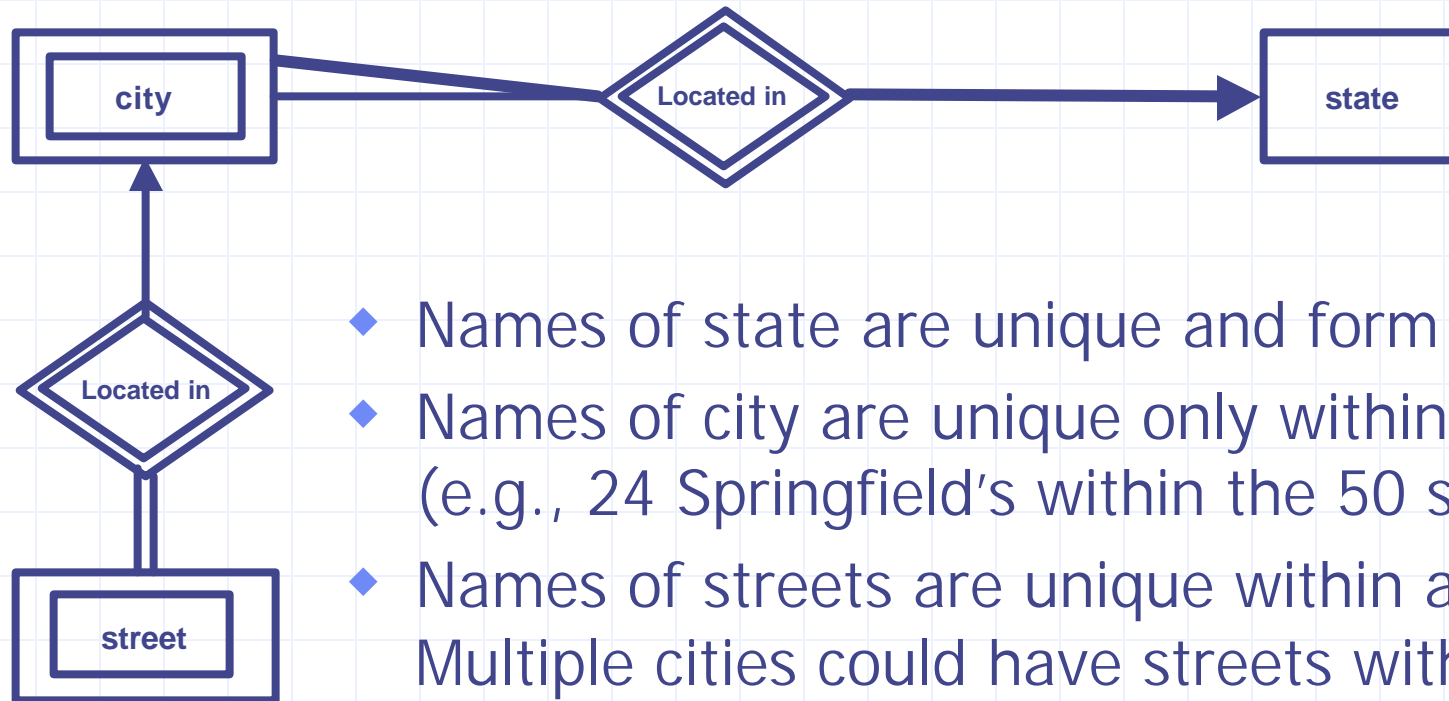 city
Located in
state
Located in
street
Names of state are unique and form
Names of city are unique only within
(e.g., 24 Springfield's within the 50 s
Names of streets are unique within a
Multiple cities could have streets with